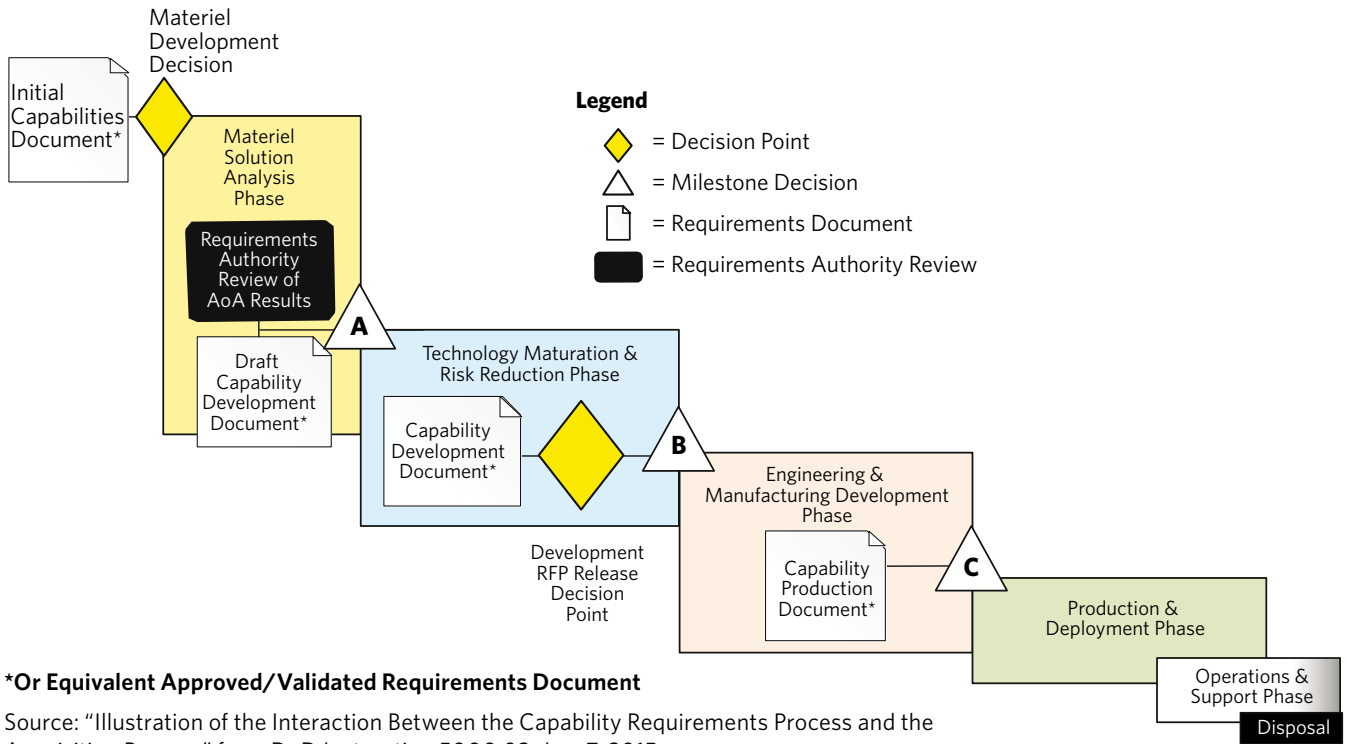 Materiel
Development
Decision
Initial
Capabilities
Document*
Legend
= Decision Point
= Milestone Decision
= Requirements Document
= Requirements Authority Review
Materiel
Solution
Analysis
Phase
Requirements
Authority
Review of
AoA Results
A
Draft
Capability
Development
Document*
Technology Maturation &
Risk Reduction Phase
Capability
Development
Document*
B
Development
RFP Release
Decision
Point
Engineering &
Manufacturing Development
Phase
Capability
Production
Document*
C
Production &
Deployment Phase
Operations &
Support Phase
Disposal
*Or Equivalent Approved/Validated Requirements Document
Source: “Illustration of the Interaction Between the Capability Requirements Process and the